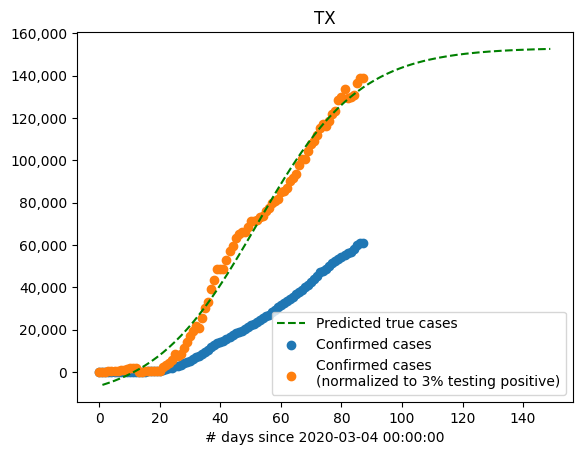 TX
160,000
140,000
120,000
100,000
80,000
60,000
40,000
20,000
0
Predicted true cases
Confirmed cases
Confirmed cases
(normalized to 3% testing positive)
0 20 40 60 80 100 120 140
# days since 2020-03-04 00:00:00